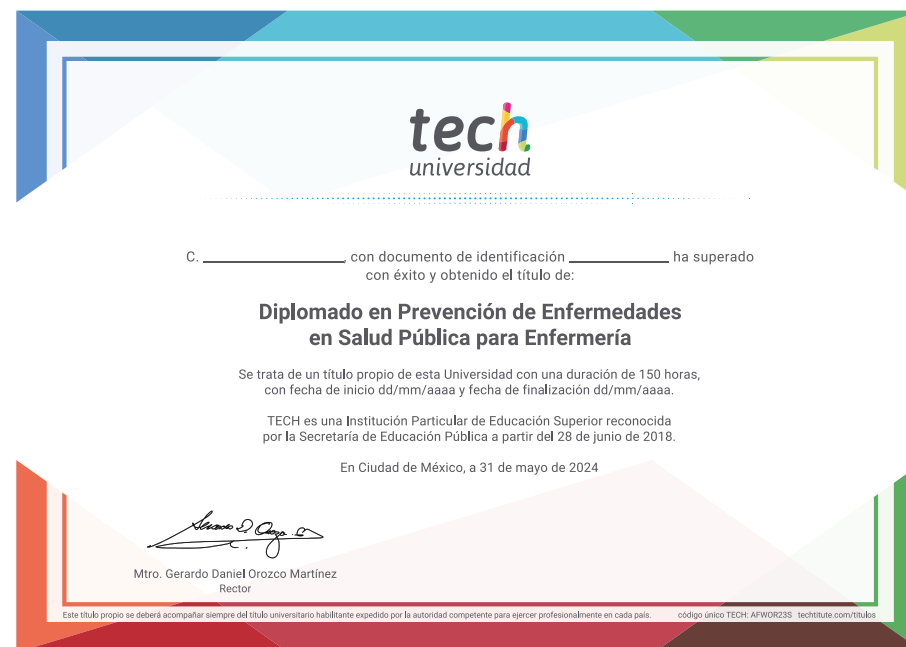 tech
universidad
C. ____________, con documento de identificación ____________ ha superado
con éxito y obtenido el título de:
Diplomado en Prevención de Enfermedades
en Salud Pública para Enfermería
Se trata de un título propio de esta Universidad con una duración de 150 horas,
con fecha de inicio dd/mm/aaaa y fecha de finalización dd/mm/aaaa.
TECH es una Institución Particular de Educación Superior reconocida
por la Secretaría de Educación Pública a partir del 28 de junio de 2018.
En Ciudad de México, a 31 de mayo de 2024
Mtro. Gerardo Daniel Orozco Martínez
Rector
Este título propio se deberá acompañar siempre del título universitario habilitante expedido por la autoridad competente para ejercer profesionalmente en cada país. código único TECH: AFWOR23S techtitute.com/titulos